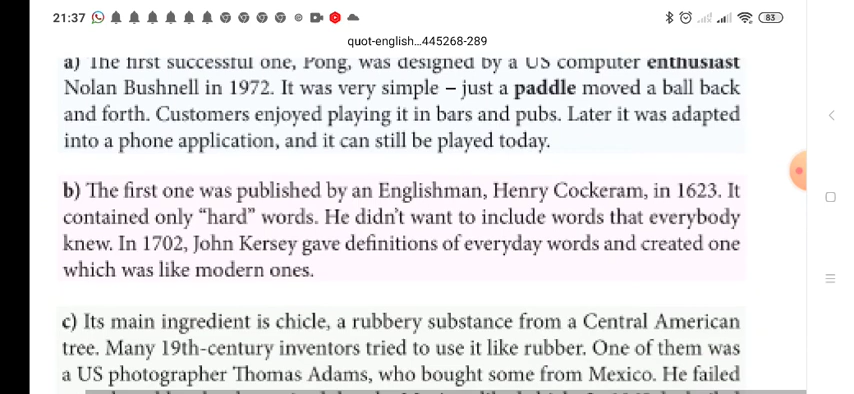 21:37
83
quot-english...445268-289
a) The first successful one, Pong, was designed by a US computer enthusiast
Nolan Bushnell in 1972. It was very simple – just a paddle moved a ball back
and forth. Customers enjoyed playing it in bars and pubs. Later it was adapted
into a phone application, and it can still be played today.
b) The first one was published by an Englishman, Henry Cockeram, in 1623. It
contained only “hard” words. He didn’t want to include words that everybody
knew. In 1702, John Kersey gave definitions of everyday words and created one
which was like modern ones.
c) Its main ingredient is chicle, a rubbery substance from a Central American
tree. Many 19th-century inventors tried to use it like rubber. One of them was
a US photographer Thomas Adams, who bought some from Mexico. He failed